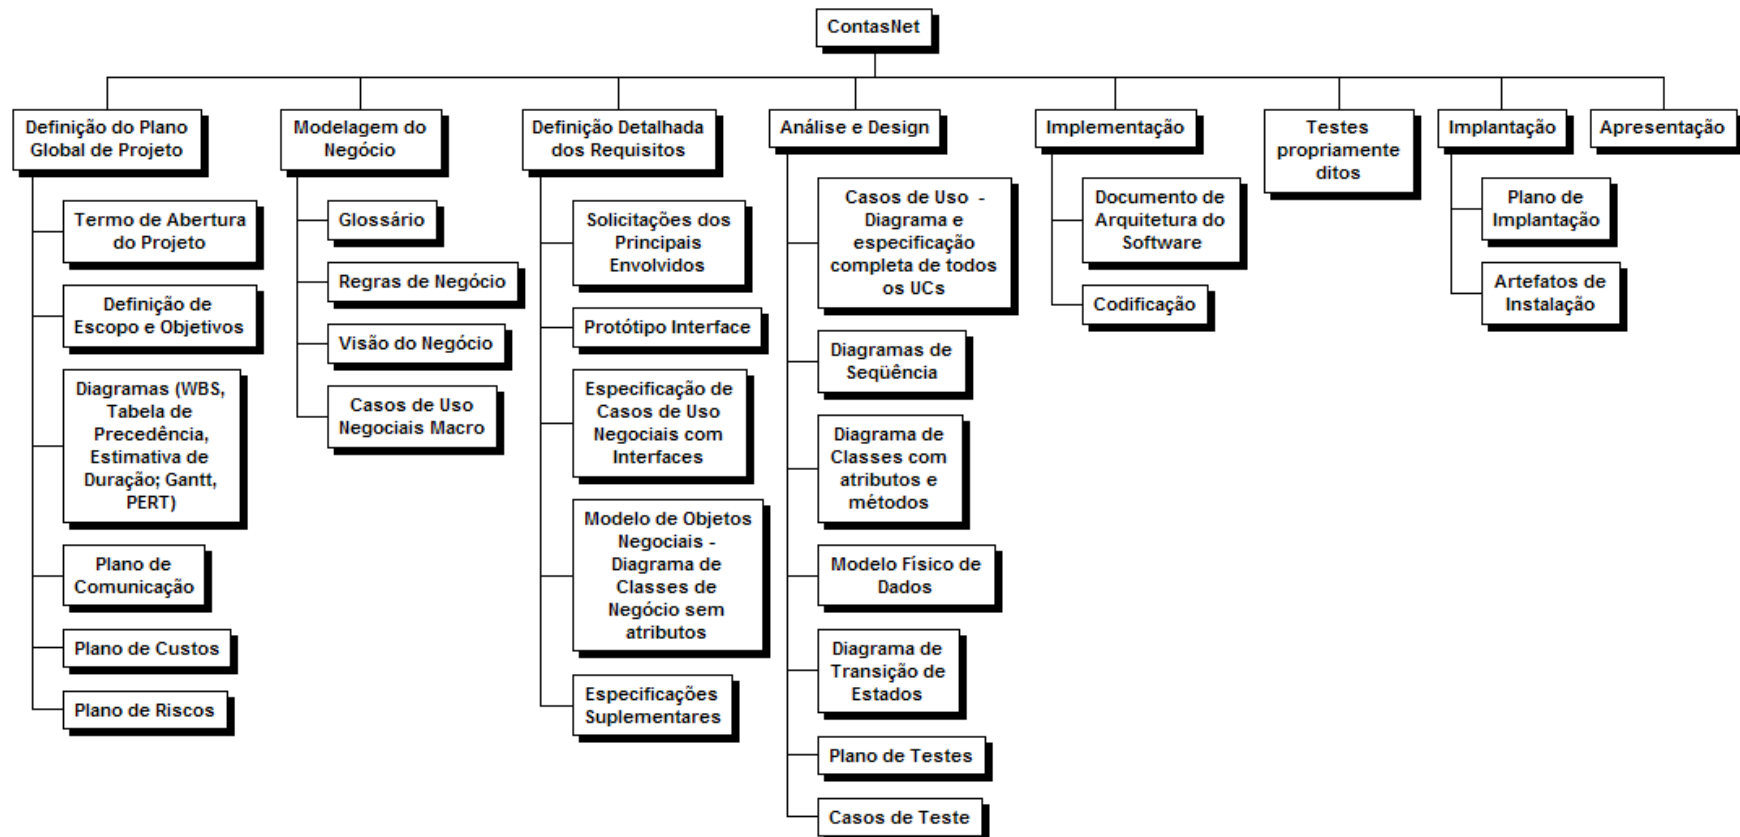 ContasNet
Definição do Plano
Global de Projeto
Termo de Abertura
do Projeto
Definição de
Escopo e Objetivos
Diagramas (WBS,
Tabela de
Precedência,
Estimativa de
Duração; Gantt,
PERT)
Plano de
Comunicação
Plano de Custos
Plano de Riscos
Modelagem do
Negócio
Glossário
Regras de Negócio
Visão do Negócio
Casos de Uso
Negociais Macro
Definição Detalhada
dos Requisitos
Solicitações dos
Principais
Envolvidos
Protótipo Interface
Especificação de
Casos de Uso
Negociais com
Interfaces
Modelo de Objetos
Negociais -
Diagrama de
Classes de
Negócio sem
atributos
Especificações
Suplementares
Análise e Design
Casos de Uso -
Diagrama e
especificação
completa de todos
os UCs
Diagramas de
Seqüência
Diagrama de
Classes com
atributos e
métodos
Modelo Físico de
Dados
Diagrama de
Transição de
Estados
Plano de Testes
Casos de Teste
Implementação
Documento de
Arquitetura do
Software
Codificação
Testes
propriamente
ditos
Implantação
Plano de
Implantação
Artefatos de
Instalação
Apresentação